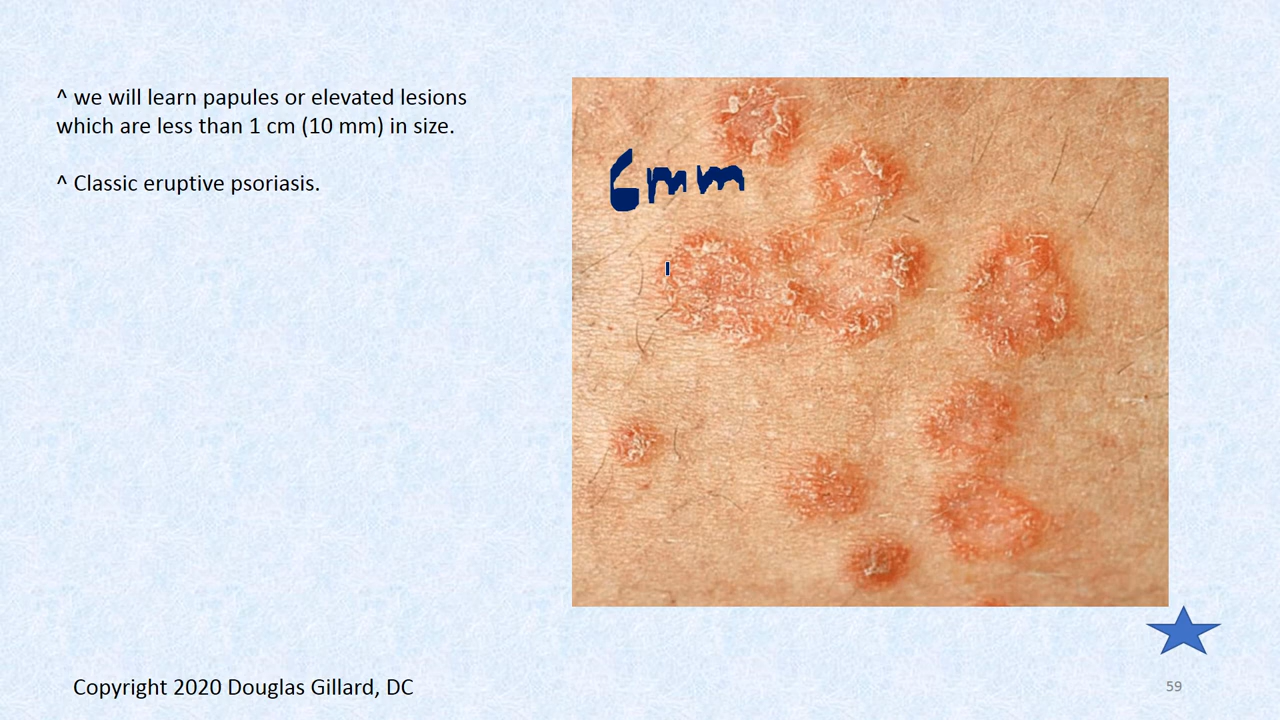 ^ we will learn papules or elevated lesions
which are less than 1 cm (10 mm) in size.
^ Classic eruptive psoriasis.
6mm
Copyright 2020 Douglas Gillard, DC
59